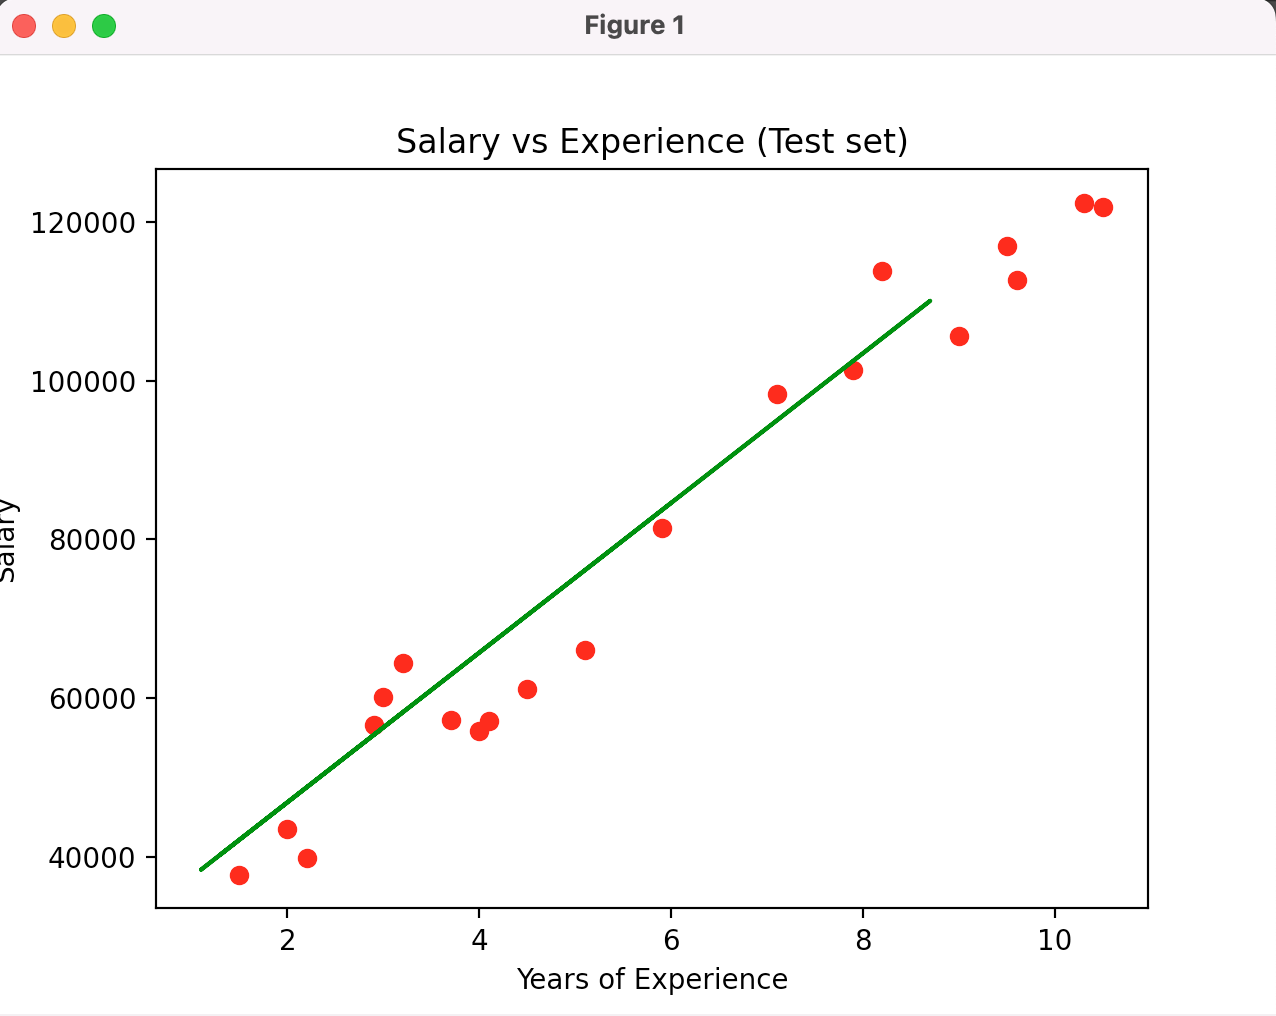 Figure 1
Salary vs Experience (Test set)
120000
100000
80000
60000
40000
Salary
2 4 6 8 10
Years of Experience